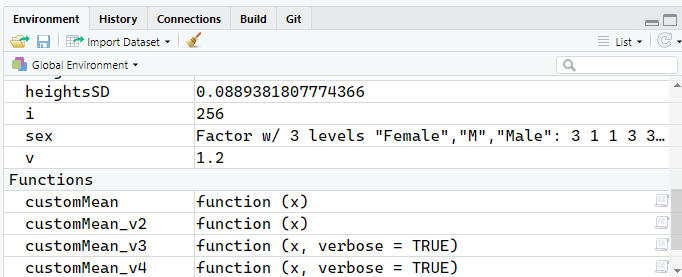 Environment History Connections Build Git
Import Dataset List
Global Environment
heightsSD 0.0889381807774366
i 256
sex Factor w/ 3 levels "Female","M","Male": 3 1 1 3 3…
v 1.2
Functions
customMean function (x)
customMean_v2 function (x)
customMean_v3 function (x, verbose = TRUE)
customMean_v4 function (x, verbose = TRUE)